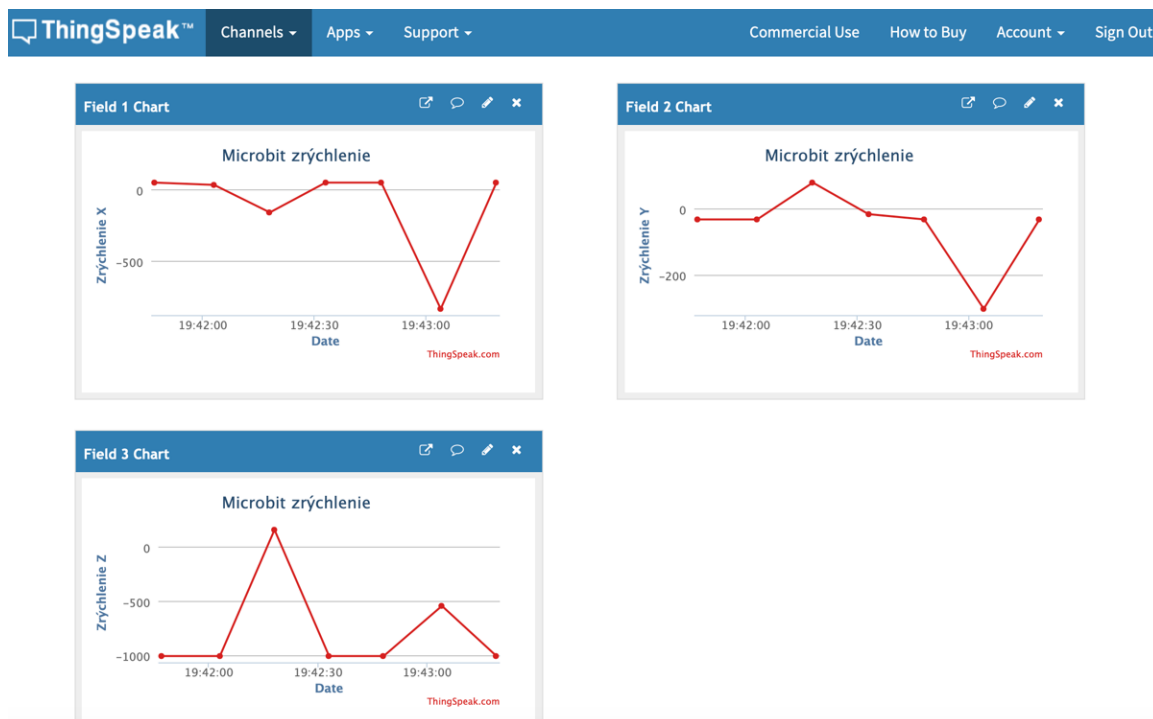 ThingSpeak™ Channels Apps Support Commercial Use How to Buy Account Sign Out
Field 1 Chart
Microbit zrýchlenie
Zrýchlenie X
0
−500
19:42:00 19:42:30 19:43:00
Date
ThingSpeak.com
Field 2 Chart
Microbit zrýchlenie
Zrýchlenie Y
0
−200
19:42:00 19:42:30 19:43:00
Date
ThingSpeak.com
Field 3 Chart
Microbit zrýchlenie
Zrýchlenie Z
0
−500
−1000
19:42:00 19:42:30 19:43:00
Date
ThingSpeak.com